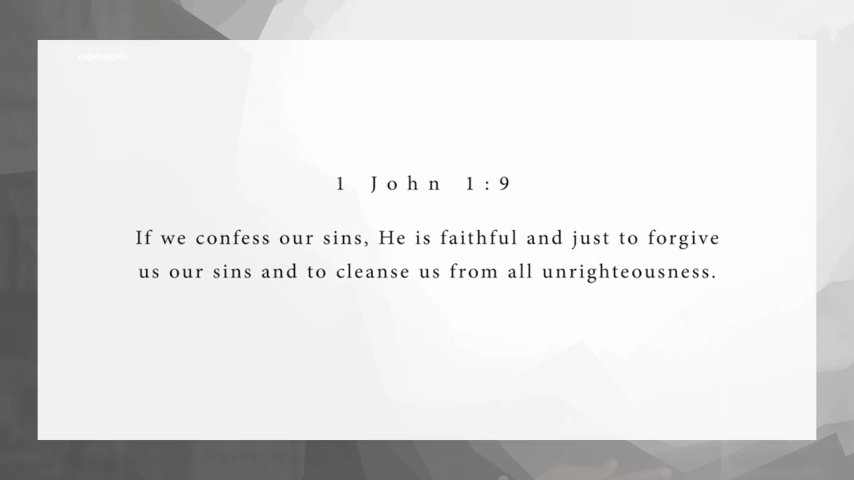 1 John 1:9
If we confess our sins, He is faithful and just to forgive
us our sins and to cleanse us from all unrighteousness.